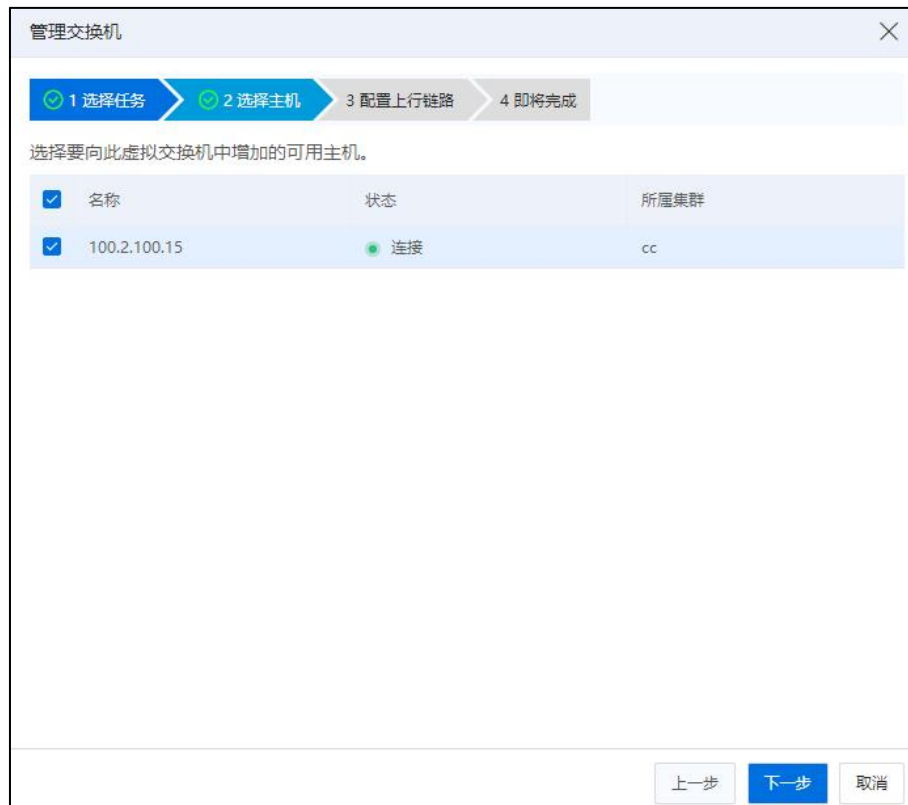 管理交换机
1 选择任务 2 选择主机 3 配置上行链路 4 即将完成
选择要向此虚拟交换机中增加的可用主机。
名称 状态 所属集群
100.2.100.15 连接 cc
上一步 下一步 取消